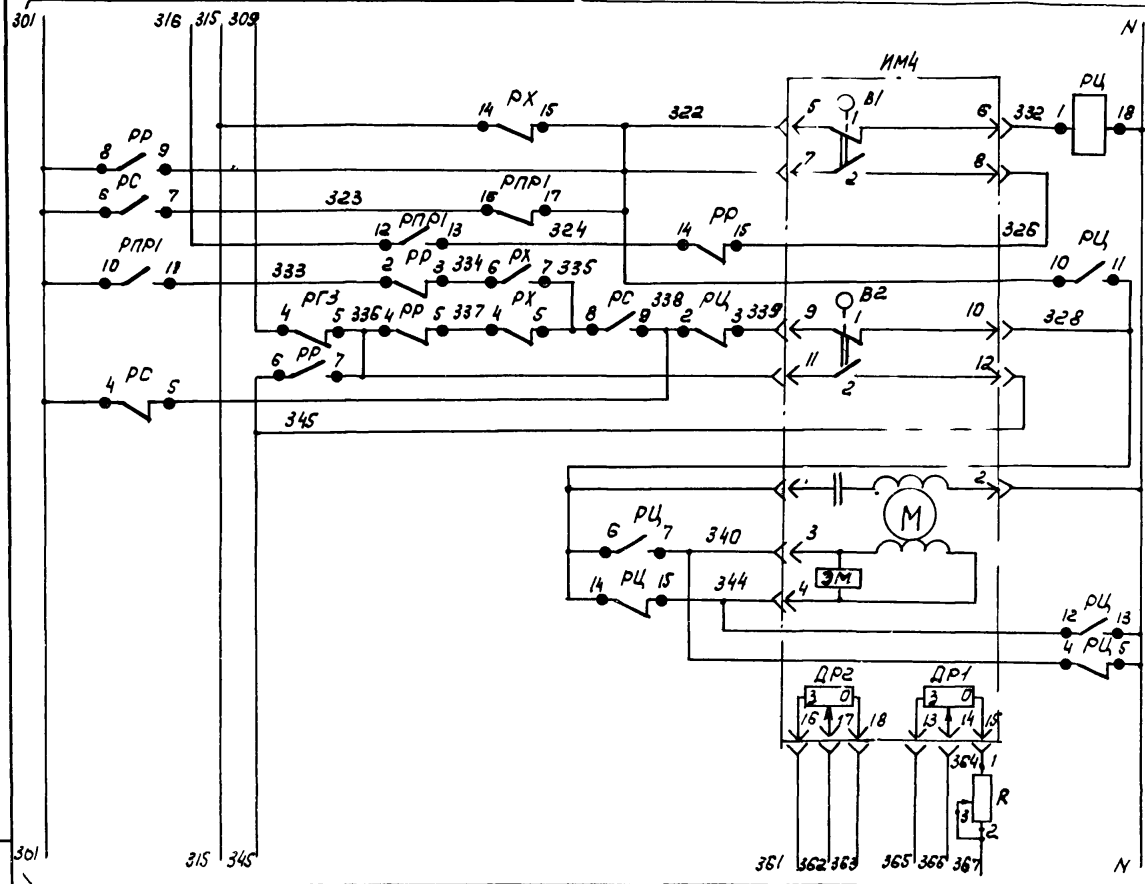 301 316 315 309 N
ИМ4
14 РХ 15 322 5 В1 1 6 332 1 РЦ 18
8 РР 9 7 2 8
6 РС 7 323 16 РПР1 17
12 РПР1 13 324 14 РР 15 326
РПР1 10 11 333 2 РР 3 334 6 РХ 7 335 10 РЦ 11
4 РГЗ 5 336 4 РР 5 337 4 РХ 5 8 РС 9 338 2 РЦ 3 339 9 В2 1 10 328
6 РР 7 11 2 12
4 РС 5
345
2
М
6 РЦ 7 340 3
ЭМ
14 РЦ 15 344 4
12 РЦ 13
4 РЦ 5
ДР2 ДР1
3 0 3 0
16 17 18 13 14 15
364 1
R
3
2
301 315 345 361 362 363 365 366 367 N